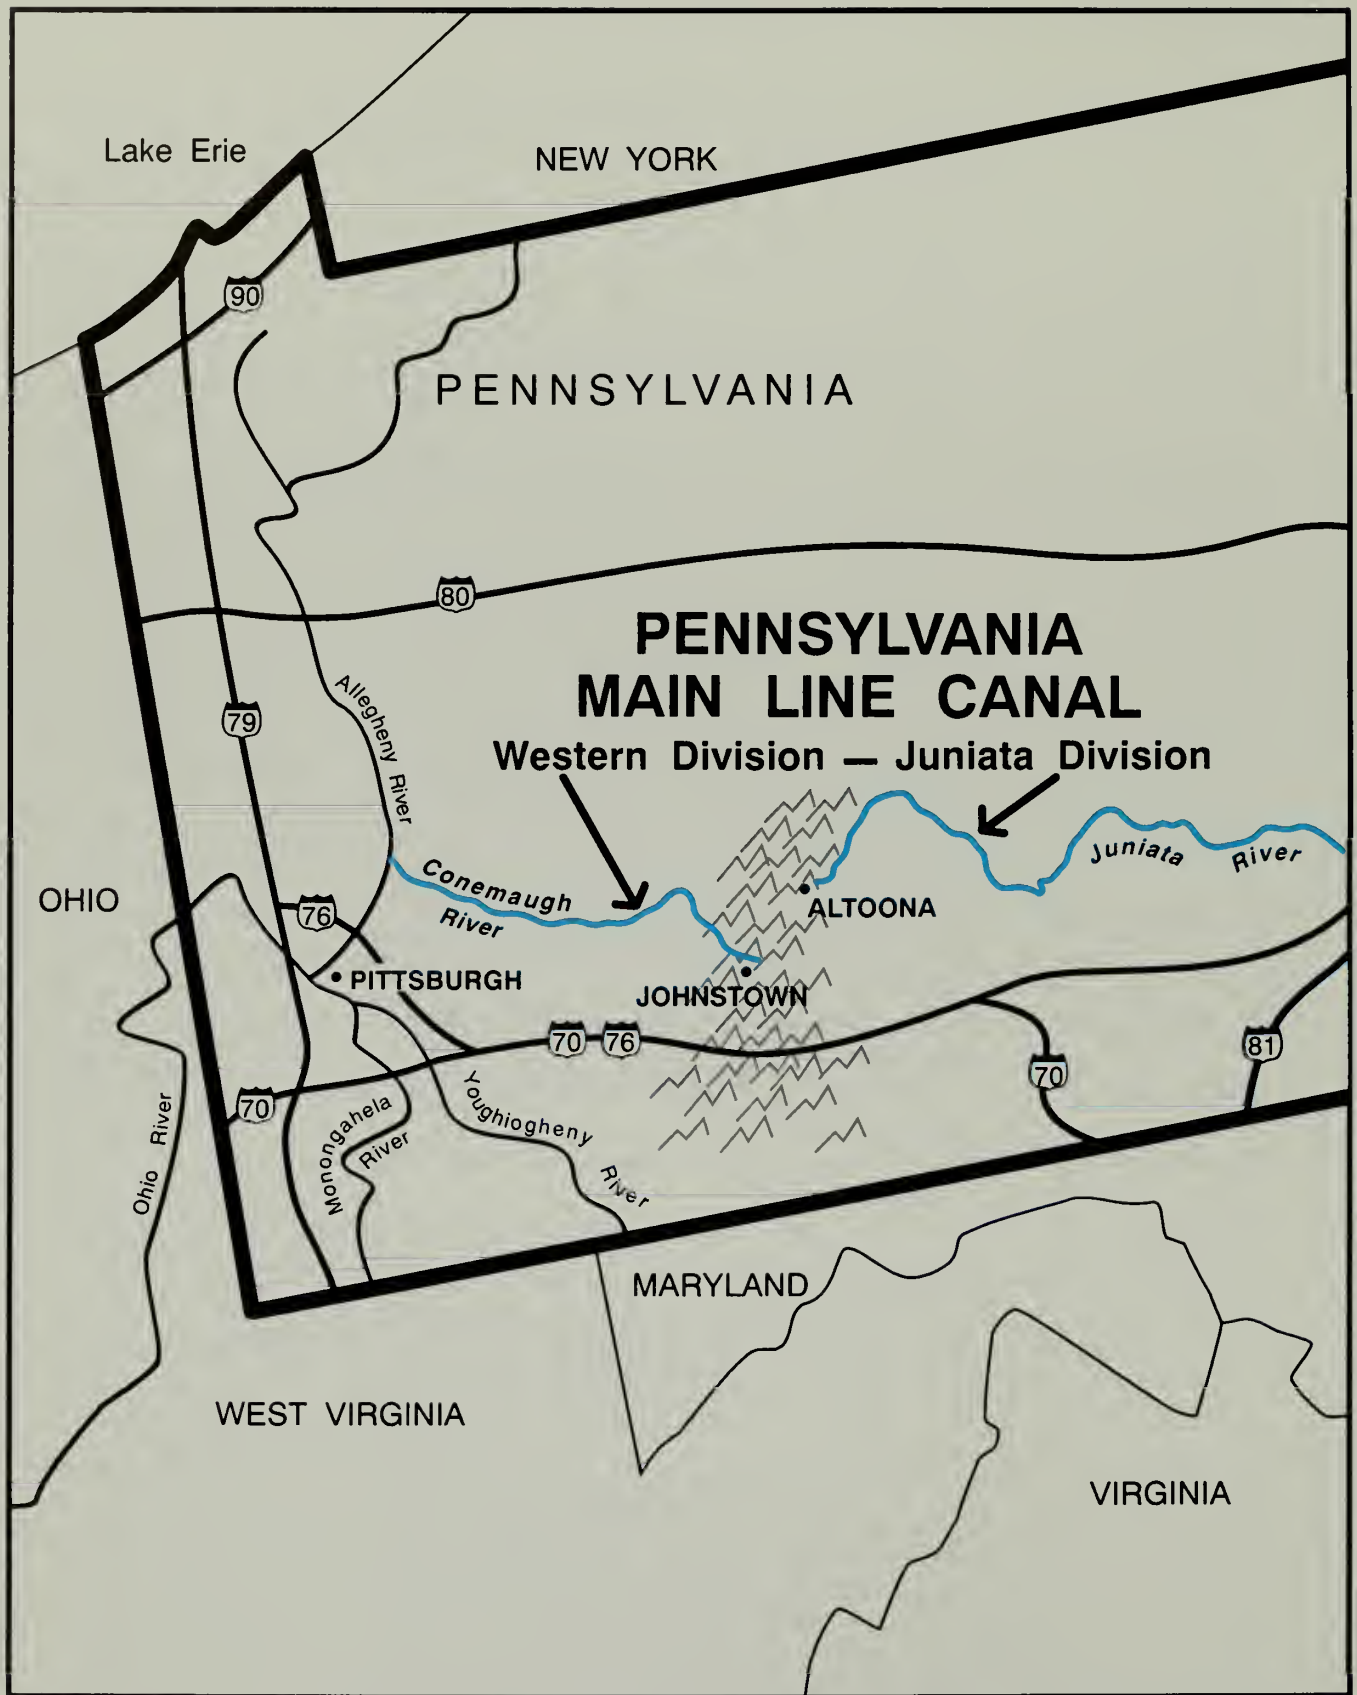 Lake Erie
NEW YORK
90
PENNSYLVANIA
80
PENNSYLVANIA
MAIN LINE CANAL
Western Division — Juniata Division
79
Allegheny River
Conemaugh
River
Juniata River
OHIO
76
ALTOONA
PITTSBURGH
JOHNSTOWN
70 76
81
70
70
Ohio River
Monongahela
River
Youghiogheny River
MARYLAND
WEST VIRGINIA
VIRGINIA